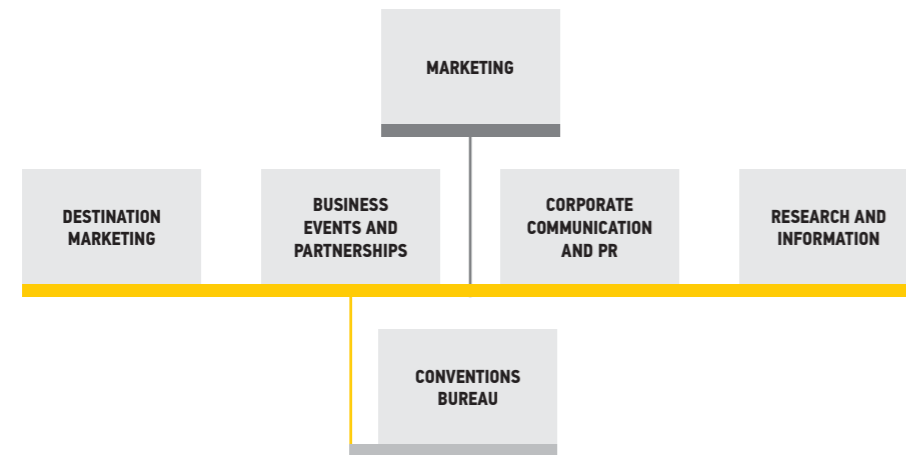 MARKETING
DESTINATION
MARKETING
BUSINESS
EVENTS AND
PARTNERSHIPS
CORPORATE
COMMUNICATION
AND PR
RESEARCH AND
INFORMATION
CONVENTIONS
BUREAU